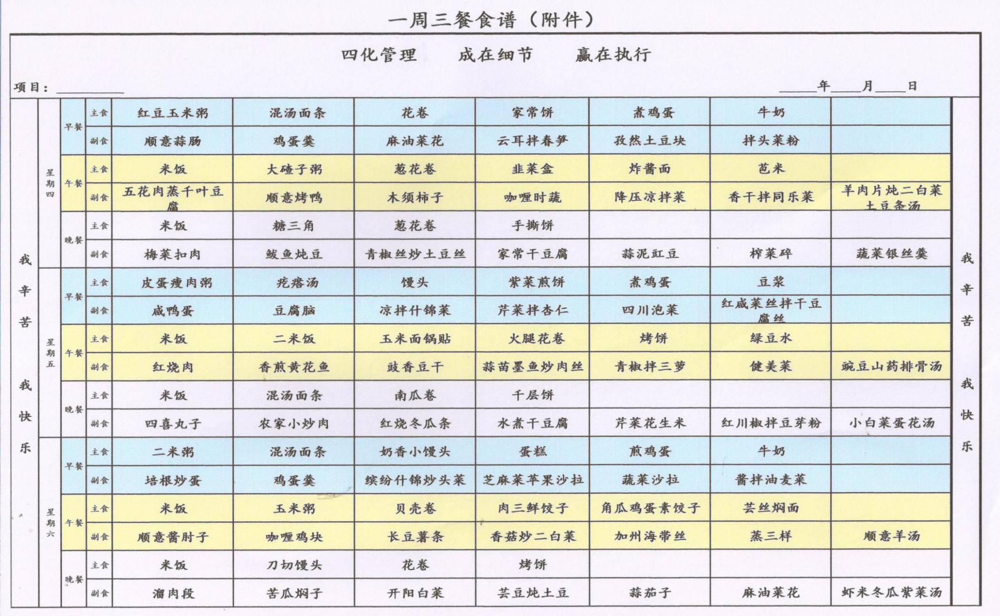 一周三餐食谱（附件）
四化管理 成在细节 赢在执行
项目：________ _____年____月____日
我辛苦 我快乐
星期四
早餐
主食 红豆玉米粥 混汤面条 花卷 家常饼 煮鸡蛋 牛奶
副食 顺意蒜肠 鸡蛋羹 麻油菜花 云耳拌春笋 孜然土豆块 拌头菜粉
午餐
主食 米饭 大碴子粥 葱花卷 韭菜盒 炸酱面 苞米
副食 五花肉蒸千叶豆腐 顺意烤鸭 木须柿子 咖喱时蔬 降压凉拌菜 香干拌同乐菜 羊肉片炖二白菜土豆条汤
晚餐
主食 米饭 糖三角 葱花卷 手撕饼
副食 梅菜扣肉 鲅鱼炖豆 青椒丝炒土豆丝 家常干豆腐 蒜泥豇豆 榨菜碎 蔬菜银丝羹
星期五
早餐
主食 皮蛋瘦肉粥 疙瘩汤 馒头 紫菜煎饼 煮鸡蛋 豆浆
副食 咸鸭蛋 豆腐脑 凉拌什锦菜 芹菜拌杏仁 四川泡菜 红咸菜丝拌干豆腐丝
午餐
主食 米饭 二米饭 玉米面锅贴 火腿花卷 烤饼 绿豆水
副食 红烧肉 香煎黄花鱼 豉香豆干 蒜苗墨鱼炒肉丝 青椒拌三萝 健美菜 豌豆山药排骨汤
晚餐
主食 米饭 混汤面条 南瓜卷 千层饼
副食 四喜丸子 农家小炒肉 红烧冬瓜条 水煮干豆腐 芹菜花生米 红川椒拌豆芽粉 小白菜蛋花汤
星期六
早餐
主食 二米粥 混汤面条 奶香小馒头 蛋糕 煎鸡蛋 牛奶
副食 培根炒蛋 鸡蛋羹 缤纷什锦炒头菜 芝麻菜苹果沙拉 蔬菜沙拉 酱拌油麦菜
午餐
主食 米饭 玉米粥 贝壳卷 肉三鲜饺子 角瓜鸡蛋素饺子 芸丝焖面
副食 顺意酱肘子 咖喱鸡块 长豆薯条 香菇炒二白菜 加州海带丝 蒸三样 顺意羊汤
晚餐
主食 米饭 刀切馒头 花卷 烤饼
副食 溜肉段 苦瓜焖子 开阳白菜 芸豆炖土豆 蒜茄子 麻油菜花 虾米冬瓜紫菜汤
我辛苦 我快乐